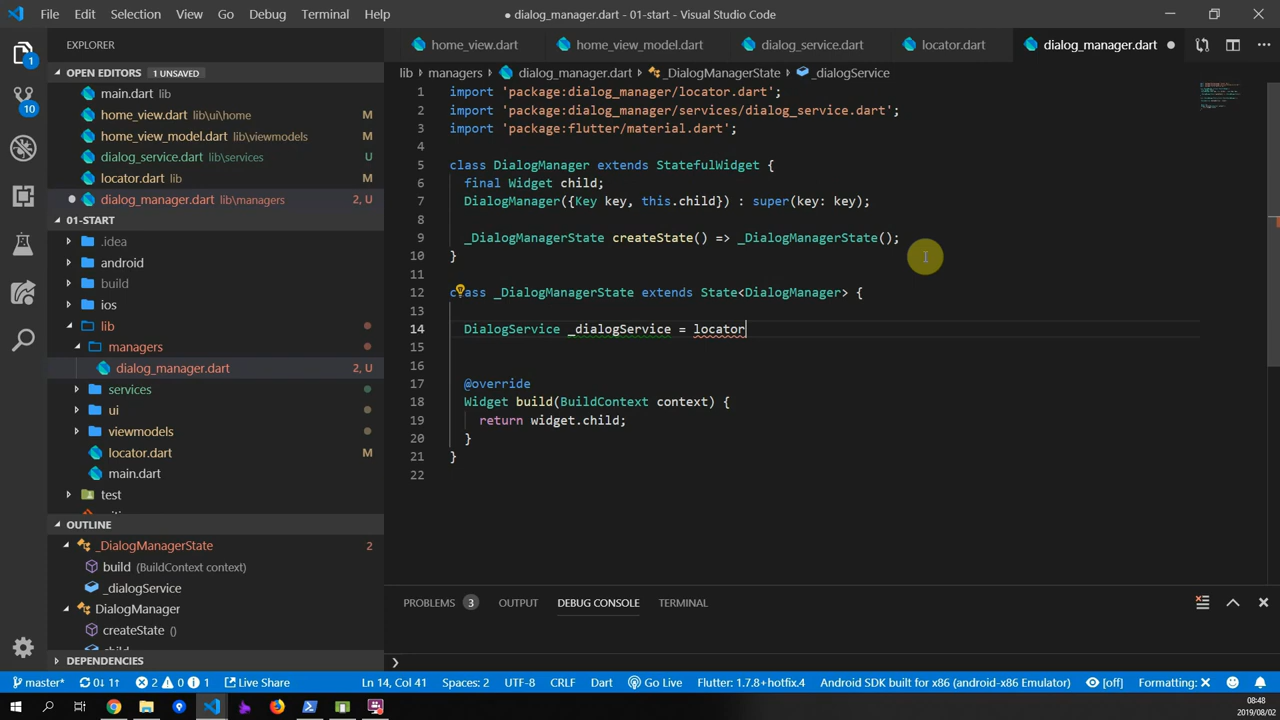 File Edit Selection View Go Debug Terminal Help
● dialog_manager.dart - 01-start - Visual Studio Code
EXPLORER
OPEN EDITORS 1 UNSAVED
main.dart lib
home_view.dart lib\ui\home M
home_view_model.dart lib\viewmodels M
dialog_service.dart lib\services U
locator.dart lib M
dialog_manager.dart lib\managers 2, U
01-START
.idea
android
build
ios
lib
managers
dialog_manager.dart 2, U
services
ui
viewmodels
locator.dart M
main.dart
test
OUTLINE
_DialogManagerState 2
build (BuildContext context)
_dialogService
DialogManager
createState ()
DEPENDENCIES
1
10
home_view.dart home_view_model.dart dialog_service.dart locator.dart dialog_manager.dart
lib managers dialog_manager.dart _DialogManagerState _dialogService
1 import 'package:dialog_manager/locator.dart';
2 import 'package:dialog_manager/services/dialog_service.dart';
3 import 'package:flutter/material.dart';
4
5 class DialogManager extends StatefulWidget {
6 final Widget child;
7 DialogManager({Key key, this.child}) : super(key: key);
8
9 _DialogManagerState createState() => _DialogManagerState();
10 }
11
12 class _DialogManagerState extends State<DialogManager> {
13
14 DialogService _dialogService = locator
15
16
17 @override
18 Widget build(BuildContext context) {
19 return widget.child;
20 }
21 }
22
PROBLEMS 3 OUTPUT DEBUG CONSOLE TERMINAL
master* 0↓ 1↑ 2 0 1 Live Share Ln 14, Col 41 Spaces: 2 UTF-8 CRLF Dart Go Live Flutter: 1.7.8+hotfix.4 Android SDK built for x86 (android-x86 Emulator) [off] Formatting: ✕
08:48
2019/08/02